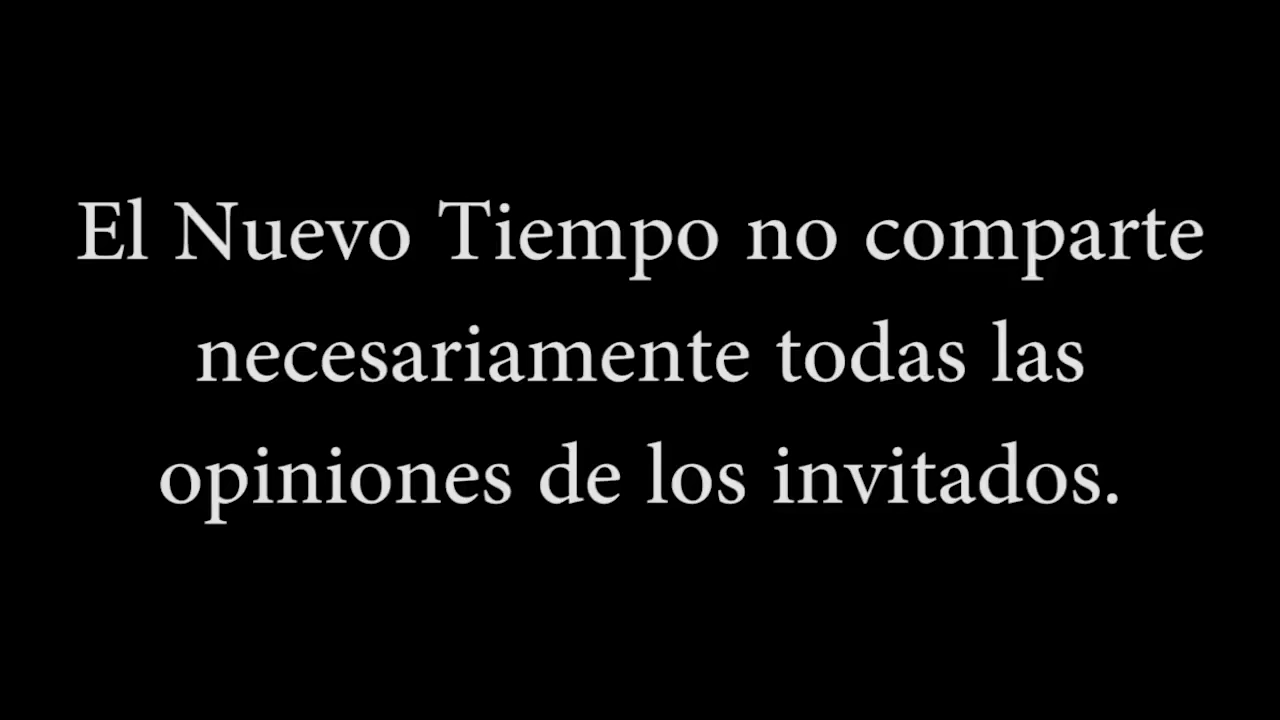 El Nuevo Tiempo no comparte
necesariamente todas las
opiniones de los invitados.